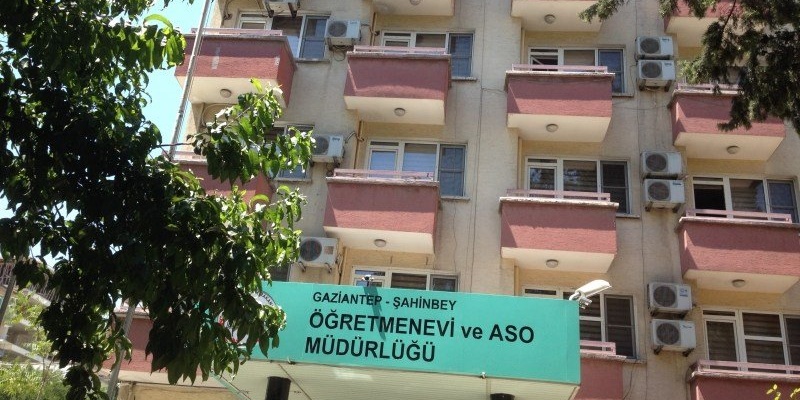 GAZİANTEP - ŞAHİNBEY
ÖĞRETMENEVİ ve ASO
MÜDÜRLÜĞÜ